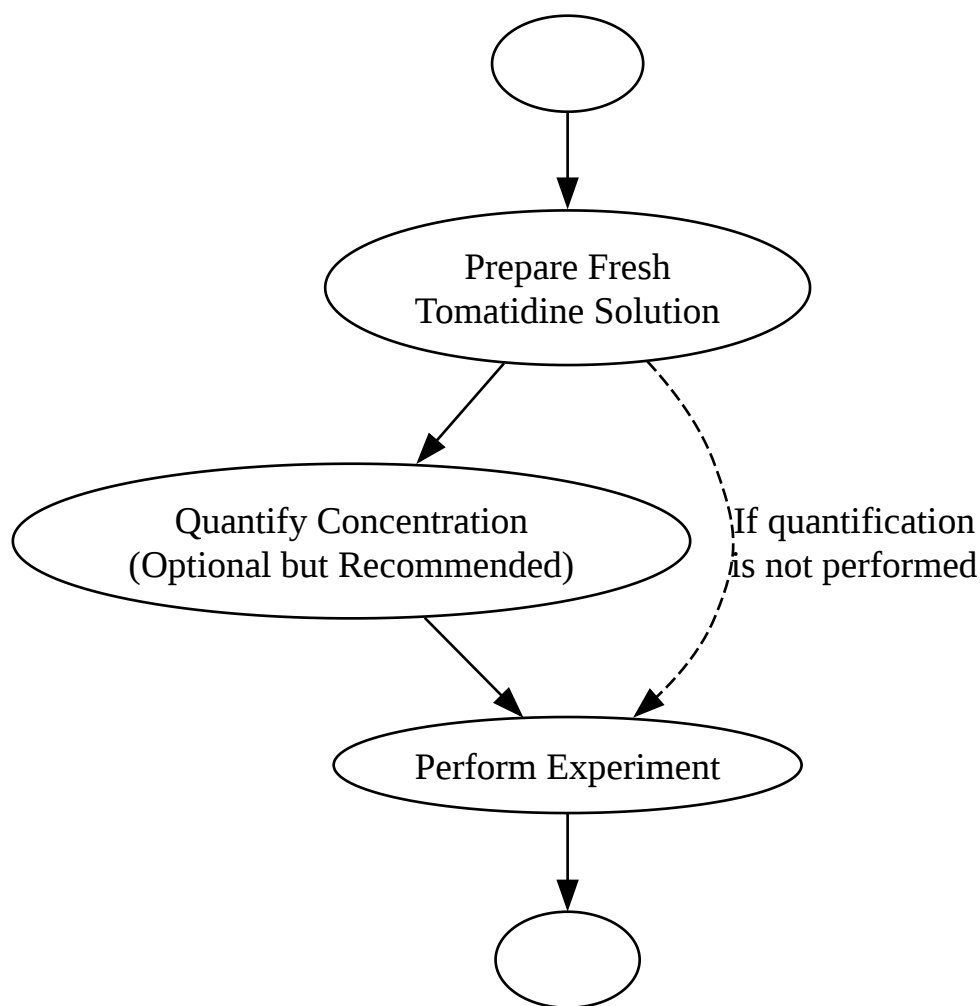 Prepare Fresh
Tomatidine Solution
Quantify Concentration
(Optional but Recommended)
If quantification
is not performed
Perform Experiment